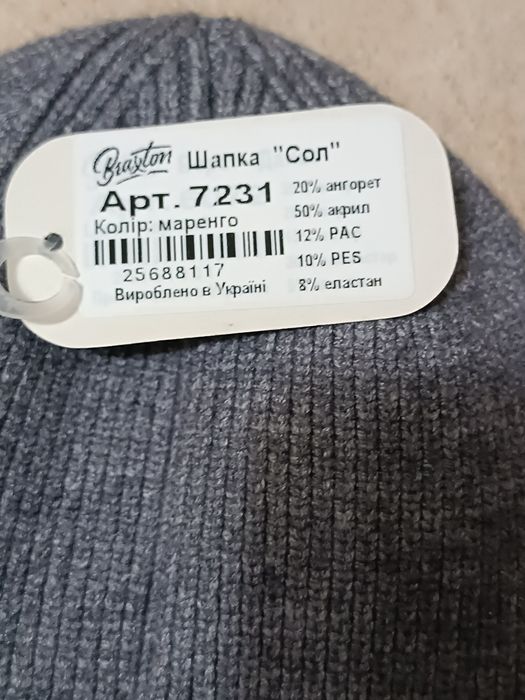 Braxton Шапка "Сол"
Арт. 7231
Колір: маренго
25688117
Вироблено в Україні
20% ангорет
50% акрил
12% PAC
10% PES
8% еластан